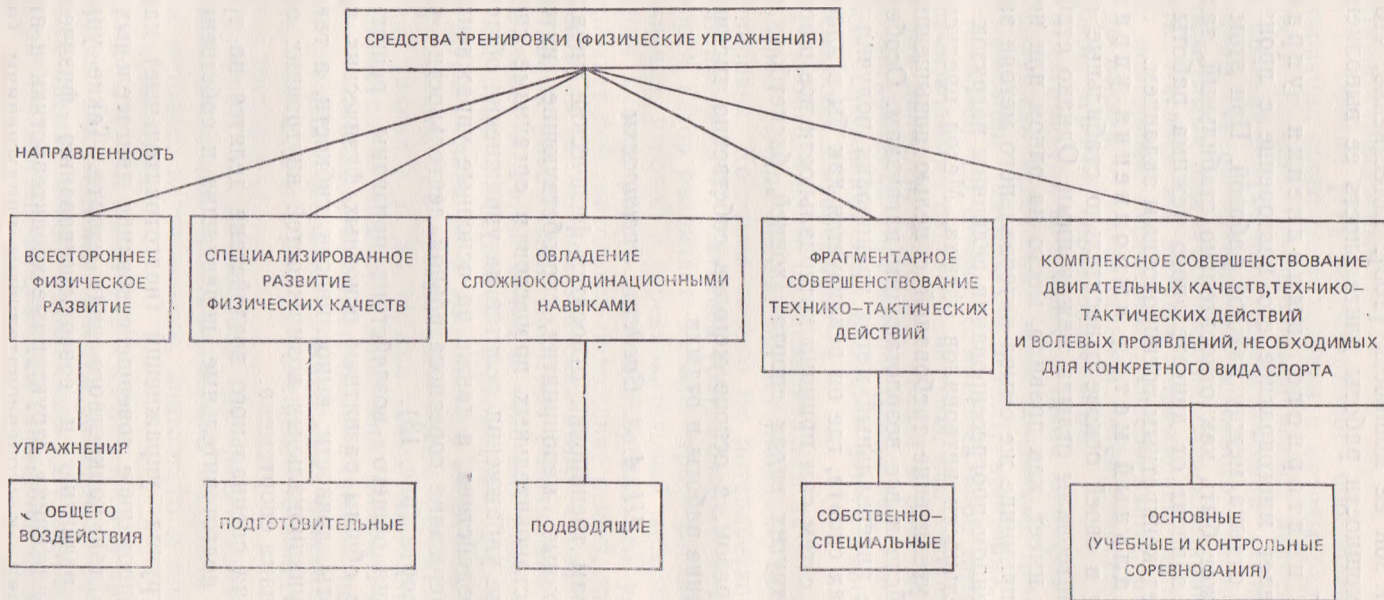 СРЕДСТВА ТРЕНИРОВКИ (ФИЗИЧЕСКИЕ УПРАЖНЕНИЯ)
НАПРАВЛЕННОСТЬ
ВСЕСТОРОННЕЕ
ФИЗИЧЕСКОЕ
РАЗВИТИЕ
СПЕЦИАЛИЗИРОВАННОЕ
РАЗВИТИЕ
ФИЗИЧЕСКИХ КАЧЕСТВ
ОВЛАДЕНИЕ
СЛОЖНОКООРДИНАЦИОННЫМИ
НАВЫКАМИ
ФРАГМЕНТАРНОЕ
СОВЕРШЕНСТВОВАНИЕ
ТЕХНИКО–ТАКТИЧЕСКИХ
ДЕЙСТВИЙ
КОМПЛЕКСНОЕ СОВЕРШЕНСТВОВАНИЕ
ДВИГАТЕЛЬНЫХ КАЧЕСТВ,ТЕХНИКО–
ТАКТИЧЕСКИХ ДЕЙСТВИЙ
И ВОЛЕВЫХ ПРОЯВЛЕНИЙ, НЕОБХОДИМЫХ
ДЛЯ КОНКРЕТНОГО ВИДА СПОРТА
УПРАЖНЕНИЯ
ОБЩЕГО
ВОЗДЕЙСТВИЯ
ПОДГОТОВИТЕЛЬНЫЕ
ПОДВОДЯЩИЕ
СОБСТВЕННО–
СПЕЦИАЛЬНЫЕ
ОСНОВНЫЕ
(УЧЕБНЫЕ И КОНТРОЛЬНЫЕ
СОРЕВНОВАНИЯ)